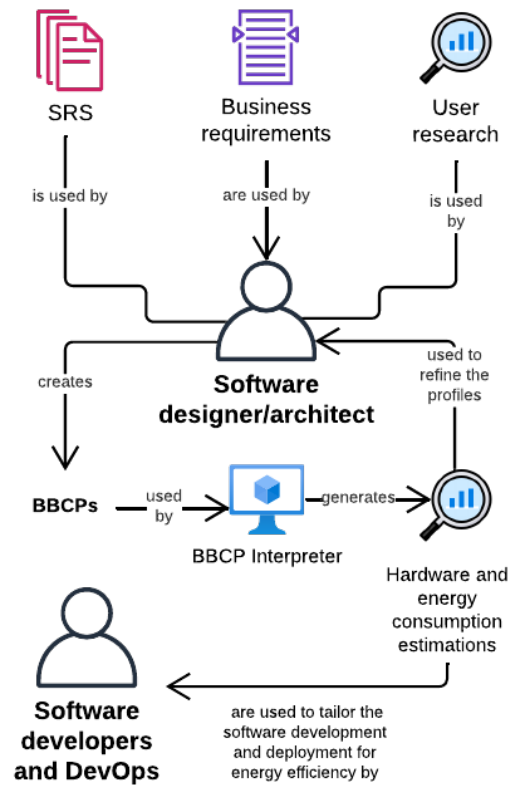 SRS
Business
requirements
User
research
is used by
are used by
is used
by
Software
designer/architect
creates
used to
refine the
profiles
BBCPs
used
by
generates
BBCP Interpreter
Hardware and
energy
consumption
estimations
Software
developers
and DevOps
are used to tailor the
software development
and deployment for
energy efficiency by